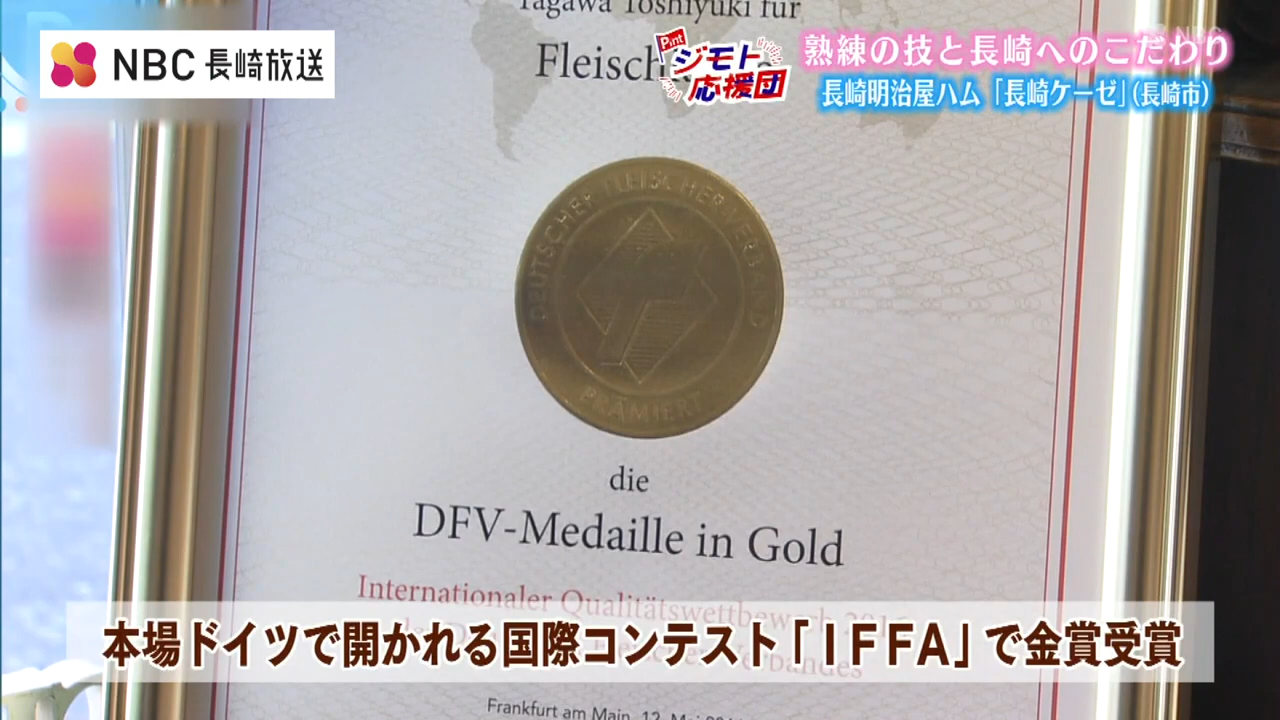 NBC 長崎放送
Pint
ジモト
応援団
熟練の技と長崎へのこだわり
長崎明治屋ハム「長崎ケーゼ」(長崎市)
Tagawa Toshiyuki für
DEUTSCHER FLEISCHERVERBAND
PRÄMIERT
die
DFV-Medaille in Gold
Internationaler Qualitätswettbewerb
本場ドイツで開かれる国際コンテスト「IFFA」で金賞受賞
Frankfurt am Main, 12.